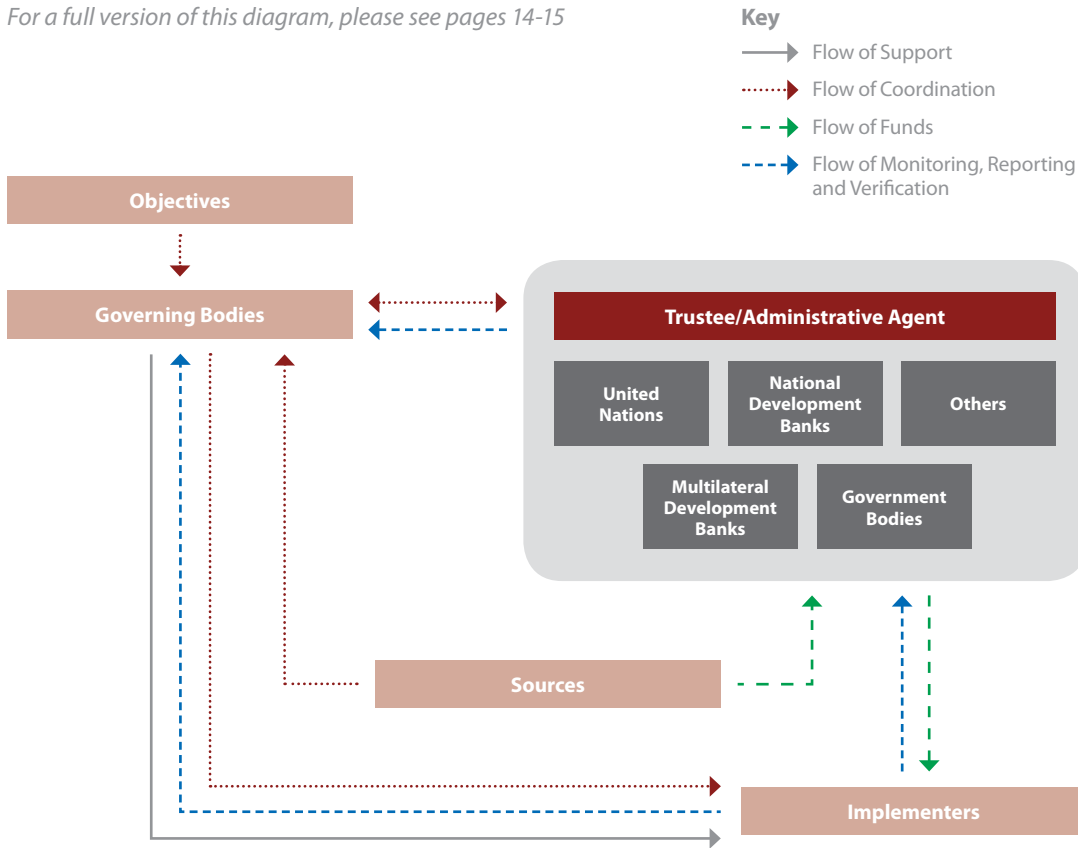 For a full version of this diagram, please see pages 14-15
Key
Flow of Support
Flow of Coordination
Flow of Funds
Flow of Monitoring, Reporting
and Verification
Objectives
Governing Bodies
Trustee/Administrative Agent
United
Nations
National
Development
Banks
Others
Multilateral
Development
Banks
Government
Bodies
Sources
Implementers